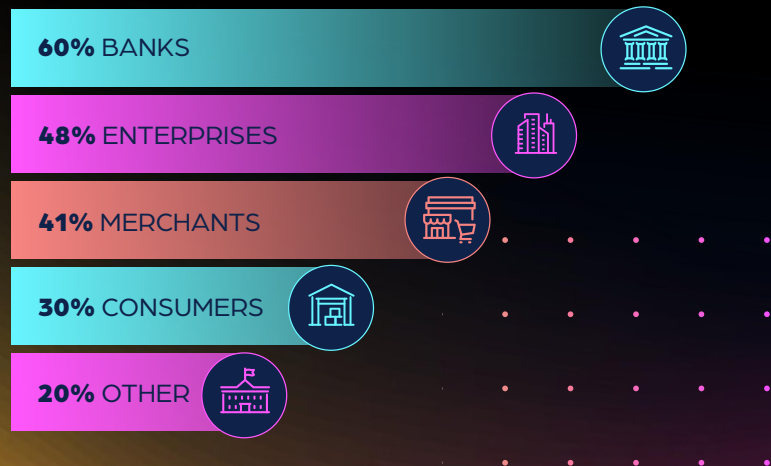 60% BANKS
48% ENTERPRISES
41% MERCHANTS
30% CONSUMERS
20% OTHER